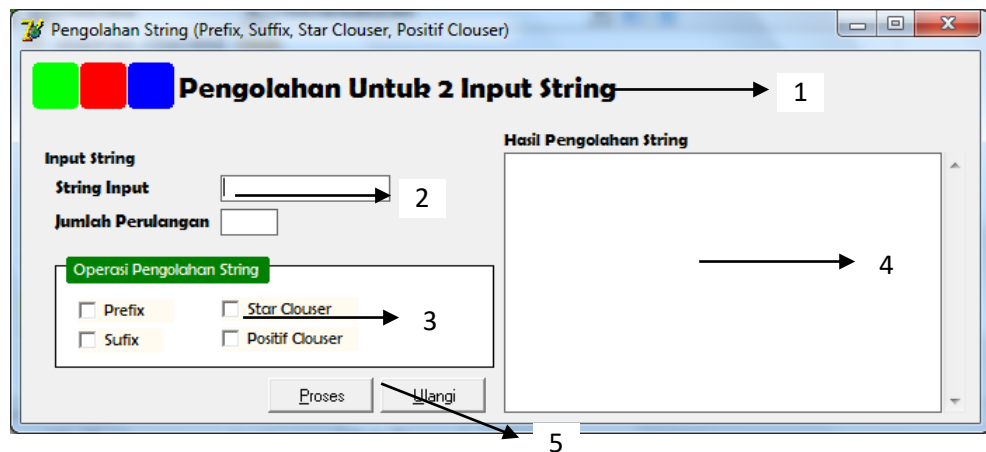 Pengolahan String (Prefix, Suffix, Star Clouser, Positif Clouser)
Pengolahan Untuk 2 Input String
1
Hasil Pengolahan String
Input String
String Input
2
Jumlah Perulangan
4
Operasi Pengolahan String
Prefix
Star Clouser
3
Sufix
Positif Clouser
Proses
Ulangi
5